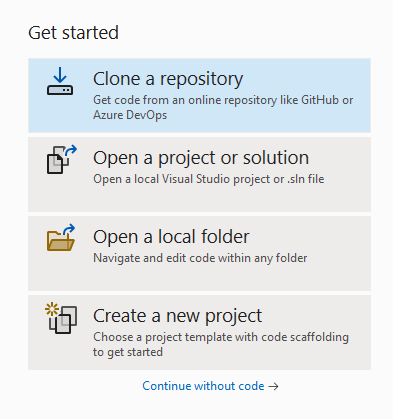 Get started
Clone a repository
Get code from an online repository like GitHub or
Azure DevOps
Open a project or solution
Open a local Visual Studio project or .sln file
Open a local folder
Navigate and edit code within any folder
Create a new project
Choose a project template with code scaffolding
to get started
Continue without code →